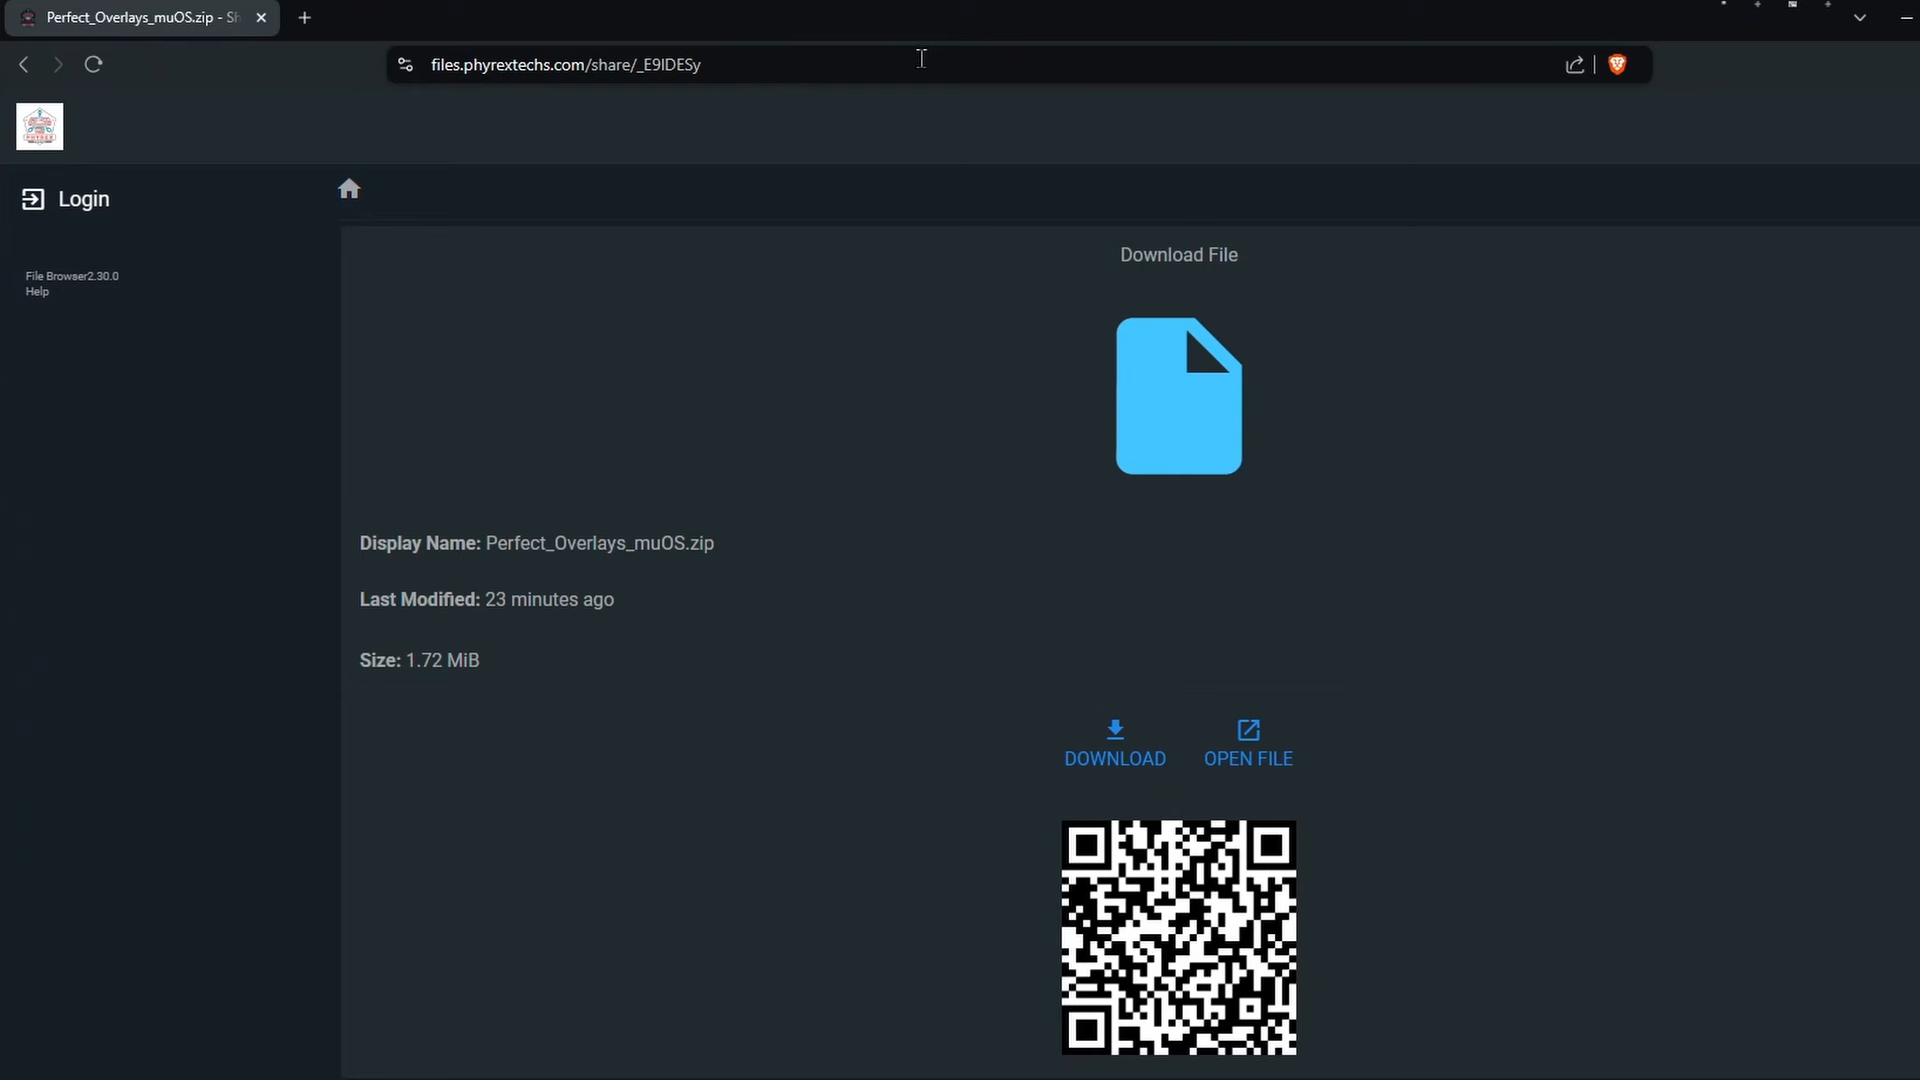 Perfect_Overlays_muOS.zip - Sh
files.phyrextechs.com/share/_E9IDESy
PHYREX
Login
File Browser2.30.0
Help
Download File
Display Name: Perfect_Overlays_muOS.zip
Last Modified: 23 minutes ago
Size: 1.72 MiB
DOWNLOAD
OPEN FILE